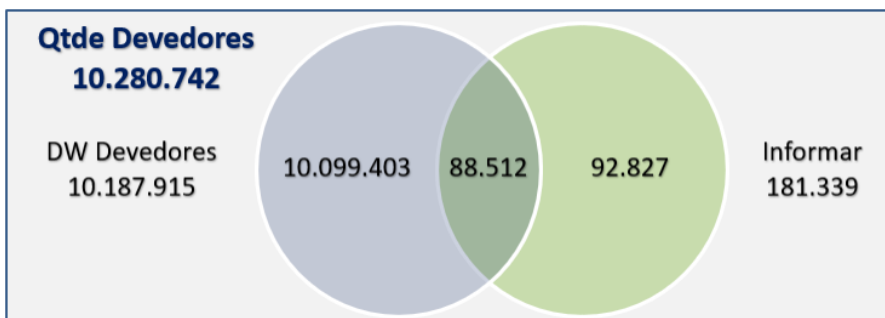 Qtde Devedores
10.280.742
DW Devedores
10.187.915
10.099.403
88.512
92.827
Informar
181.339